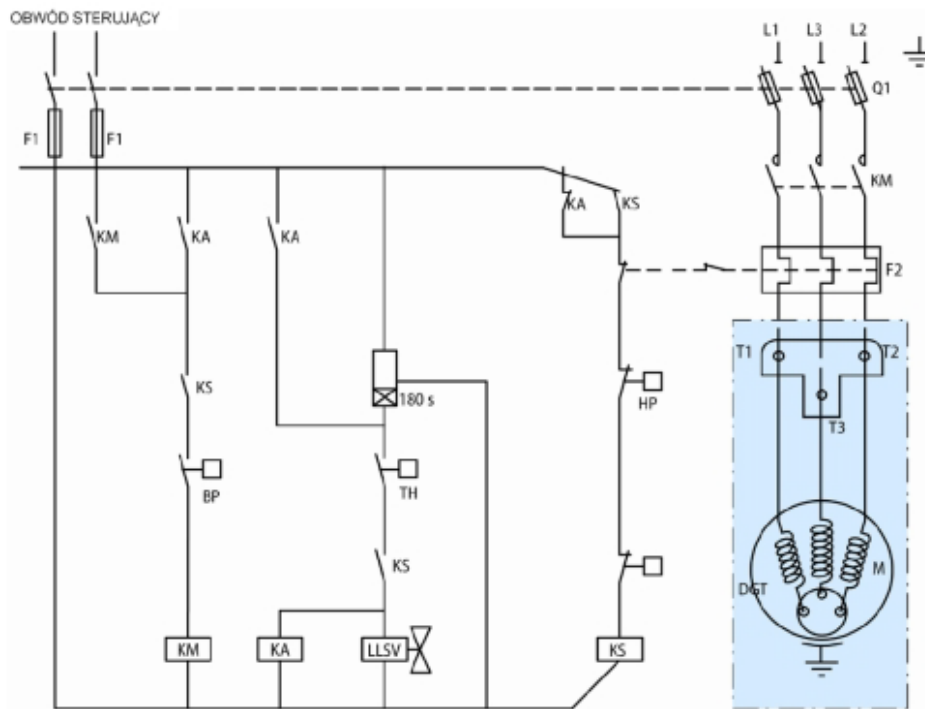 OBWÓD STERUJĄCY
L1 L3 L2
Q1
F1 F1
KM
KA KS
KM KA KA
F2
T1 T2
KS
180 s
HP
T3
BP TH
KS
M
DGT
KM KA LLSV KS